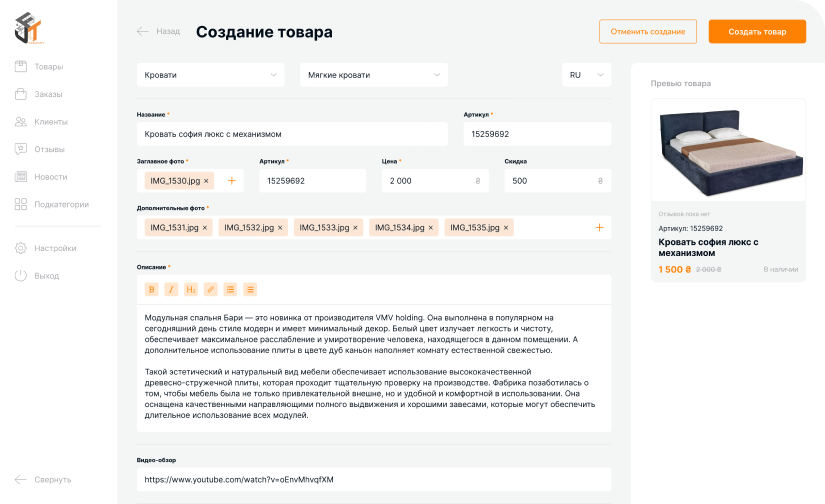 Назад
Создание товара
Отменить создание
Создать товар
Товары
Заказы
Клиенты
Отзывы
Новости
Подкатегории
Настройки
Выход
Свернуть
Кровати
Мягкие кровати
RU
Название *
Артикул *
Кровать софия люкс с механизмом
15259692
Заглавное фото *
Артикул *
Цена *
Скидка
IMG_1530.jpg ×
+
15259692
2 000 ₴
500 ₴
Дополнительные фото *
IMG_1531.jpg × IMG_1532.jpg × IMG_1533.jpg × IMG_1534.jpg × IMG_1535.jpg × +
Описание *
B I H₂
Модульная спальня Бари — это новинка от производителя VMV holding. Она выполнена в популярном на
сегодняшний день стиле модерн и имеет минимальный декор. Белый цвет излучает легкость и чистоту,
обеспечивает максимальное расслабление и умиротворение человека, находящегося в данном помещении. А
дополнительное использование плиты в цвете дуб каньон наполняет комнату естественной свежестью.
Такой эстетический и натуральный вид мебели обеспечивает использование высококачественной
древесно-стружечной плиты, которая проходит тщательную проверку на производстве. Фабрика позаботилась о
том, чтобы мебель была не только привлекательной внешне, но и удобной и комфортной в использовании. Она
оснащена качественными направляющими полного выдвижения и хорошими завесами, которые могут обеспечить
длительное использование всех модулей.
Видео-обзор
https://www.youtube.com/watch?v=oEnvMhvqfXM
Превью товара
Отзывов пока нет
Артикул: 15259692
Кровать софия люкс с
механизмом
1 500 ₴ 2 000 ₴ В наличии